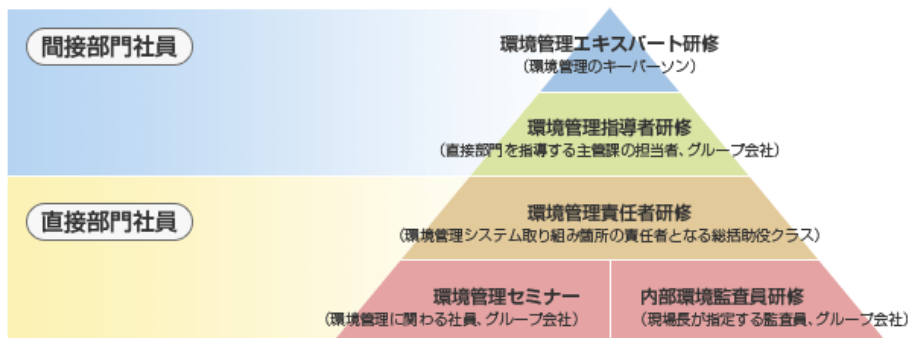 間接部門社員
環境管理エキスパート研修
（環境管理のキーパーソン）
環境管理指導者研修
（直接部門を指導する主管課の担当者、グループ会社）
直接部門社員
環境管理責任者研修
（環境管理システム取り組み箇所の責任者となる総括助役クラス）
環境管理セミナー
（環境管理に関わる社員、グループ会社）
内部環境監査員研修
（現場長が指定する監査員、グループ会社）